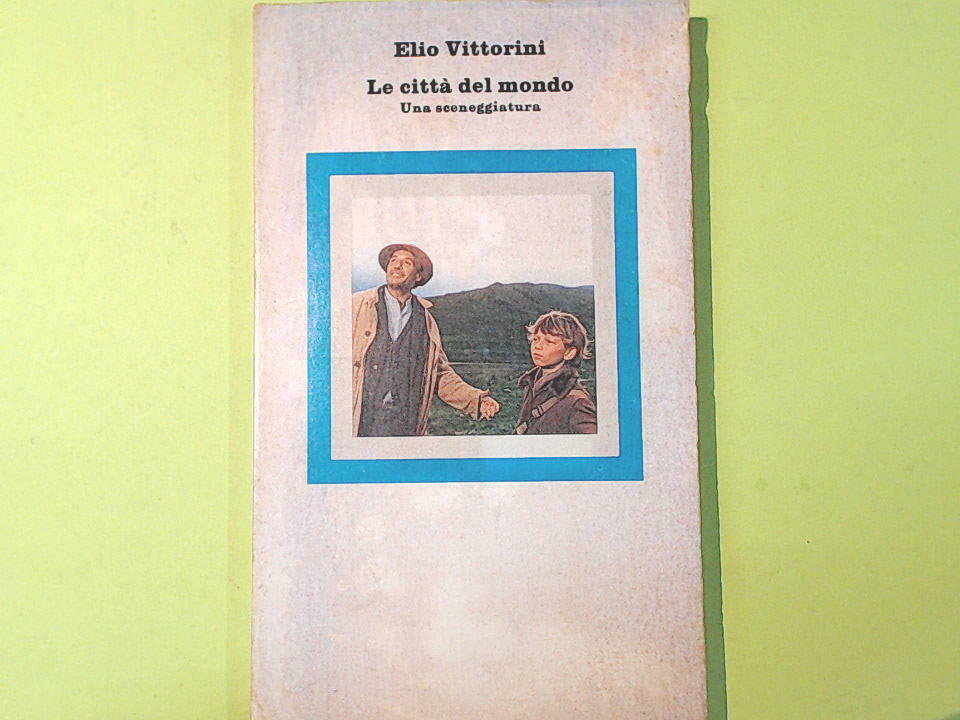 Elio Vittorini
Le città del mondo
Una sceneggiatura